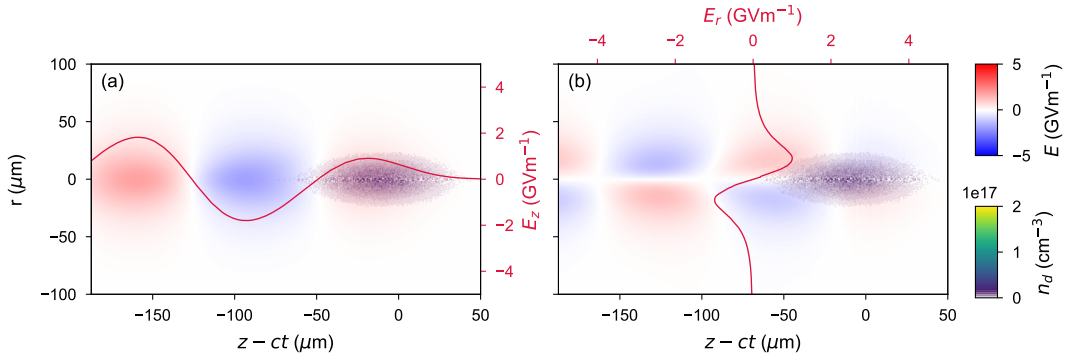 E_r (GVm⁻¹)
−4 −2 0 2 4
(a)
(b)
100
50
0
−50
−100
r (μm)
−150 −100 −50 0 50
z − ct (μm)
4
2
0
−2
−4
E_z (GVm⁻¹)
−150 −100 −50 0 50
z − ct (μm)
5
0
−5
E (GVm⁻¹)
1e17
2
1
0
n_d (cm⁻³)